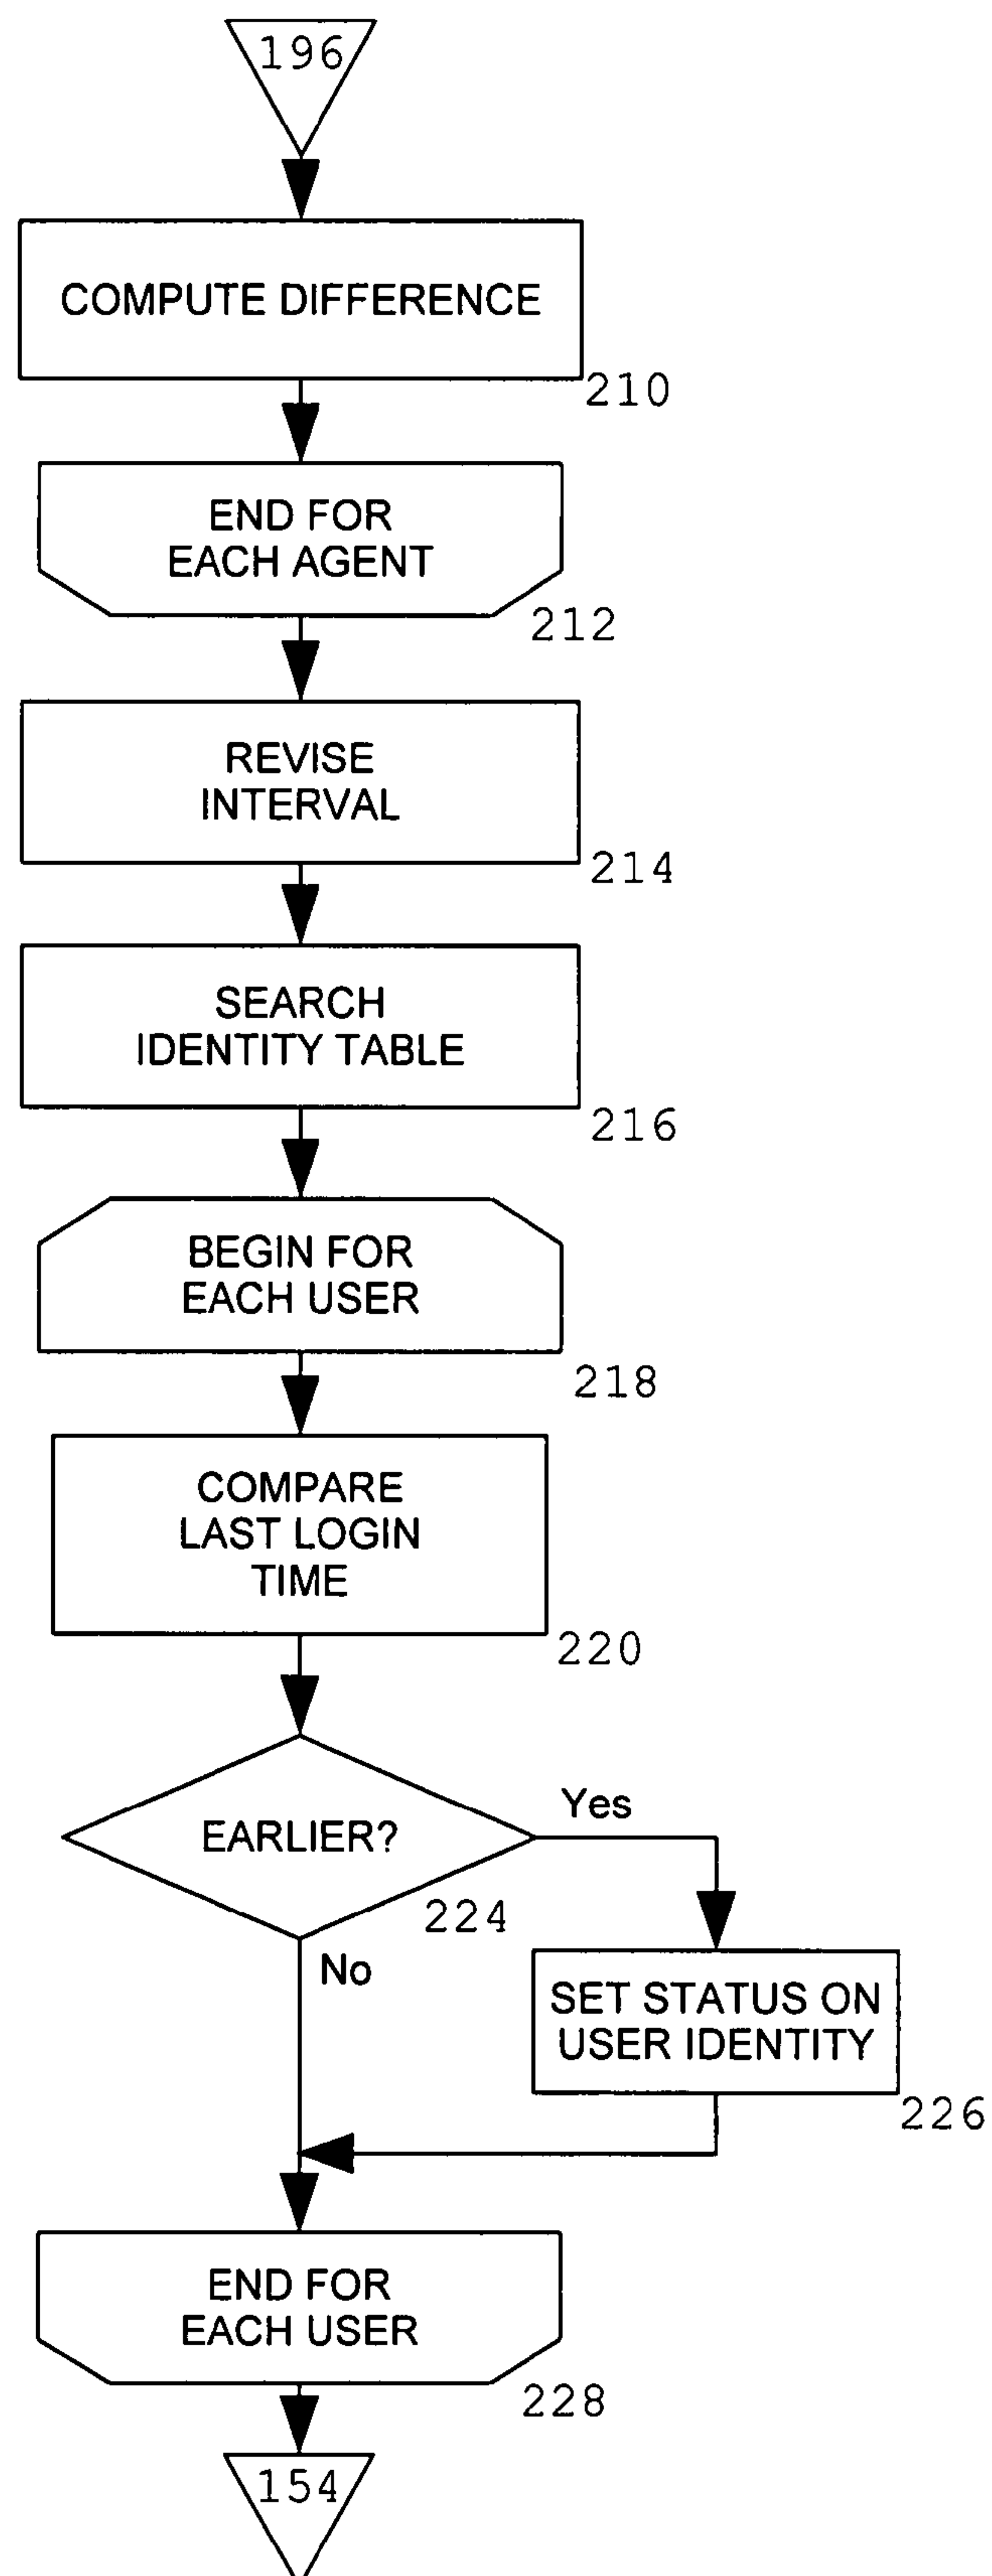 196
COMPUTE DIFFERENCE
210
END FOR
EACH AGENT
212
REVISE
INTERVAL
214
SEARCH
IDENTITY TABLE
216
BEGIN FOR
EACH USER
218
COMPARE
LAST LOGIN
TIME
220
EARLIER?
Yes
224
No
SET STATUS ON
USER IDENTITY
226
END FOR
EACH USER
228
154